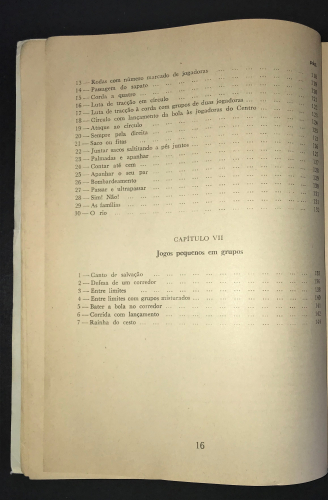 PÁG.
13 — Rodas com número marcado de jogadores
14 — Passagem do sapato
15 — Corda a quatro
16 — Luta de tracção em círculo
17 — Luta de tracção à corda com grupos de duas jogadoras
18 — Círculo com lançamento da bola às jogadoras do Centro
19 — Ataque ao círculo
20 — Sempre pela direita
21 — Saco ou fitas
22 — Juntar sacos saltitando a pés juntos
23 — Palmadas e apanhar
24 — Contar até cem
25 — Apanhar o seu par
26 — Bombardeamento
27 — Passar e ultrapassar
28 — Sim! Não!
29 — As famílias
30 — O rio
CAPÍTULO VII
Jogos pequenos em grupos
1 — Canto de salvação
2 — Defesa de um corredor
3 — Entre limites
4 — Entre limites com grupos misturados
5 — Bater a bola no corredor
6 — Corrida com lançamento
7 — Rainha do cesto
16